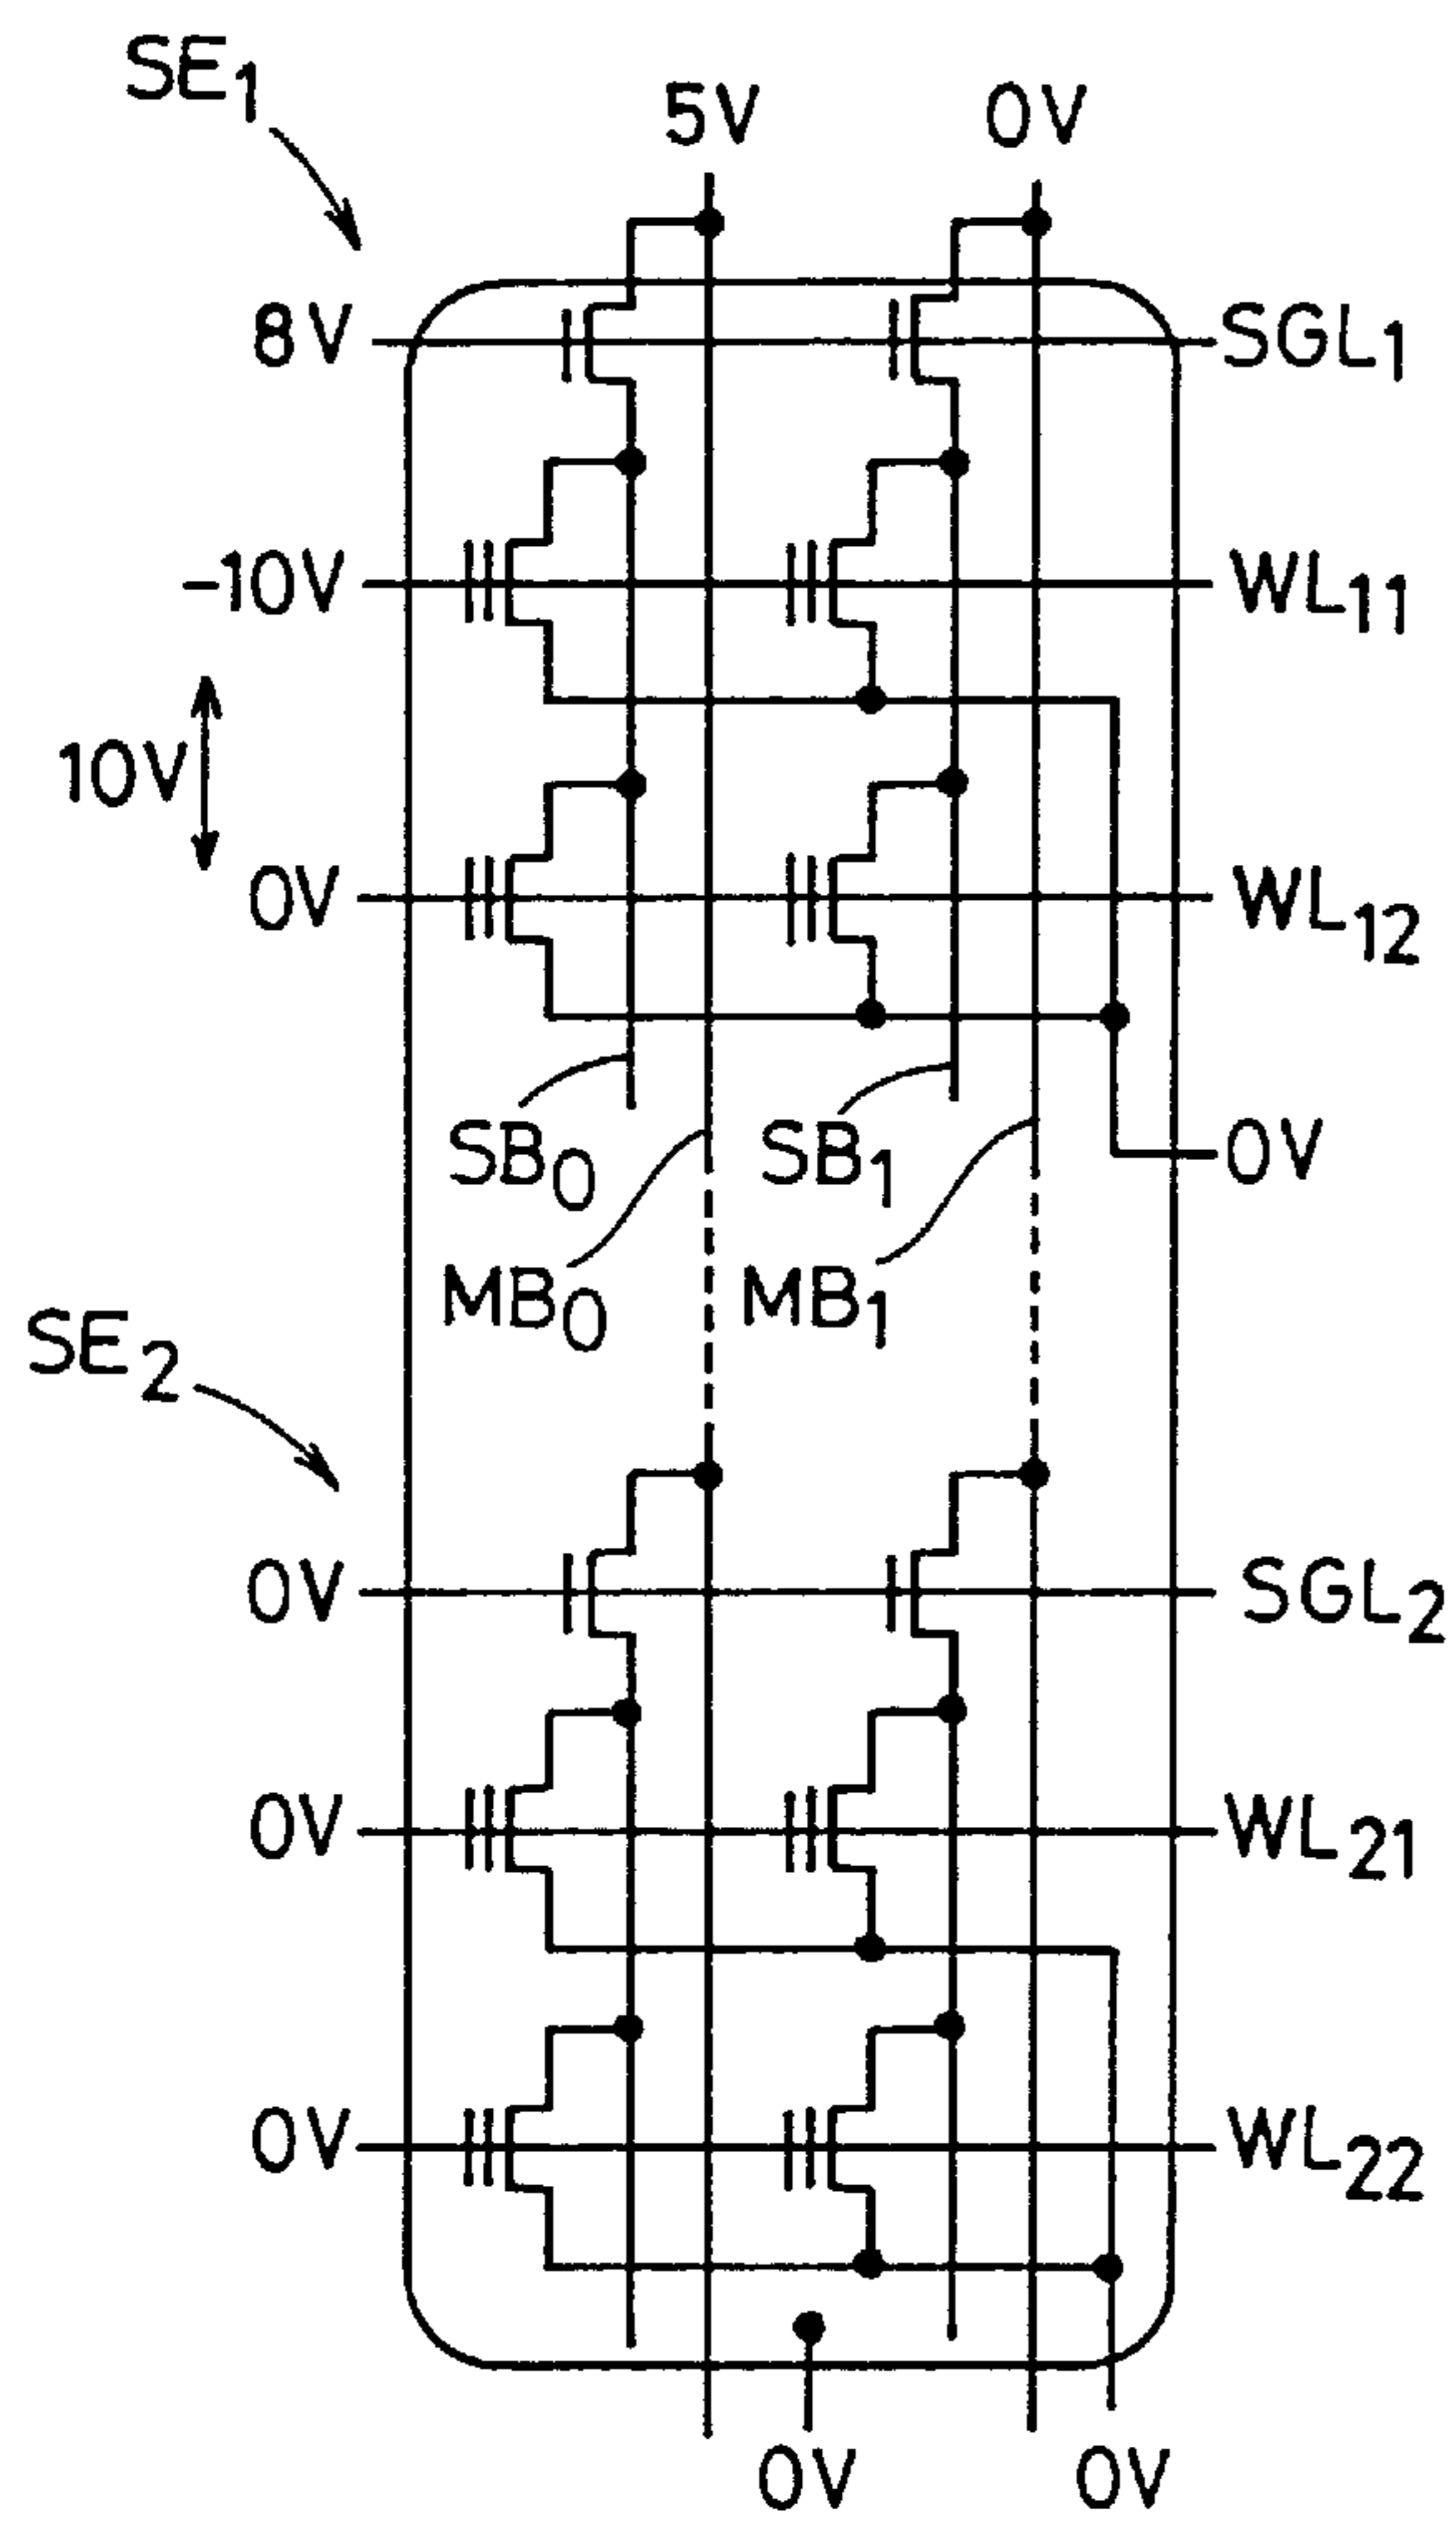 SE1
5V 0V
8V SGL1
-10V WL11
10V
0V WL12
SB0 SB1 0V
MB0 MB1
SE2
0V SGL2
0V WL21
0V WL22
0V 0V